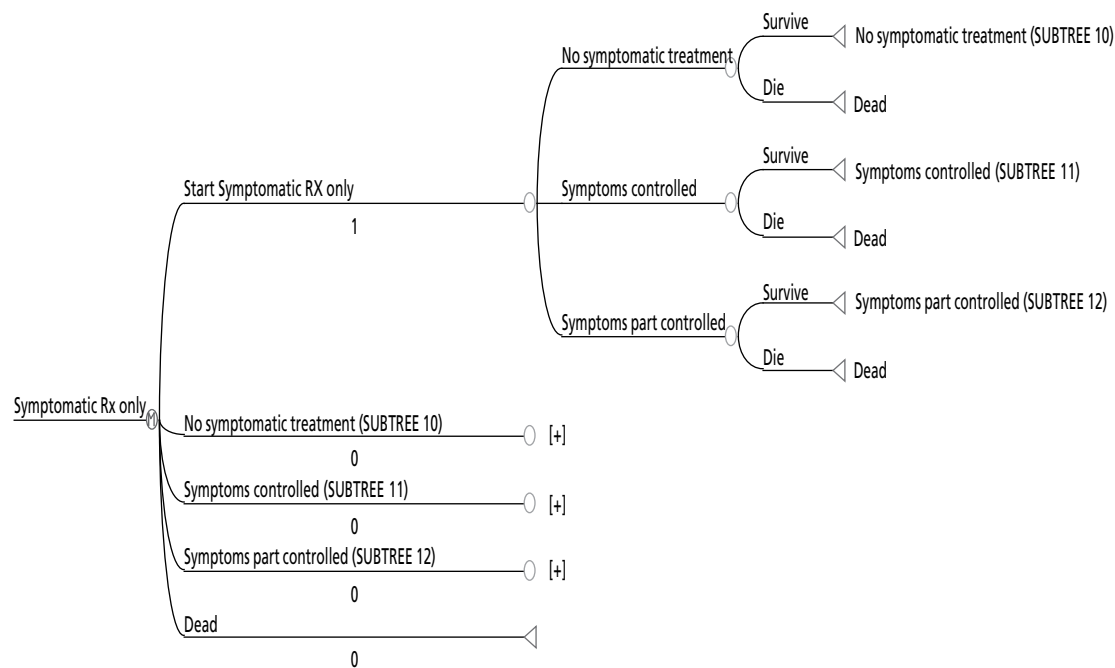 Survive
No symptomatic treatment (SUBTREE 10)
No symptomatic treatment
Die
Dead
Survive
Symptoms controlled (SUBTREE 11)
Start Symptomatic RX only
Symptoms controlled
1
Die
Dead
Survive
Symptoms part controlled (SUBTREE 12)
Symptoms part controlled
Die
Dead
Symptomatic Rx only
M
No symptomatic treatment (SUBTREE 10)
[+]
0
Symptoms controlled (SUBTREE 11)
[+]
0
Symptoms part controlled (SUBTREE 12)
[+]
0
Dead
0